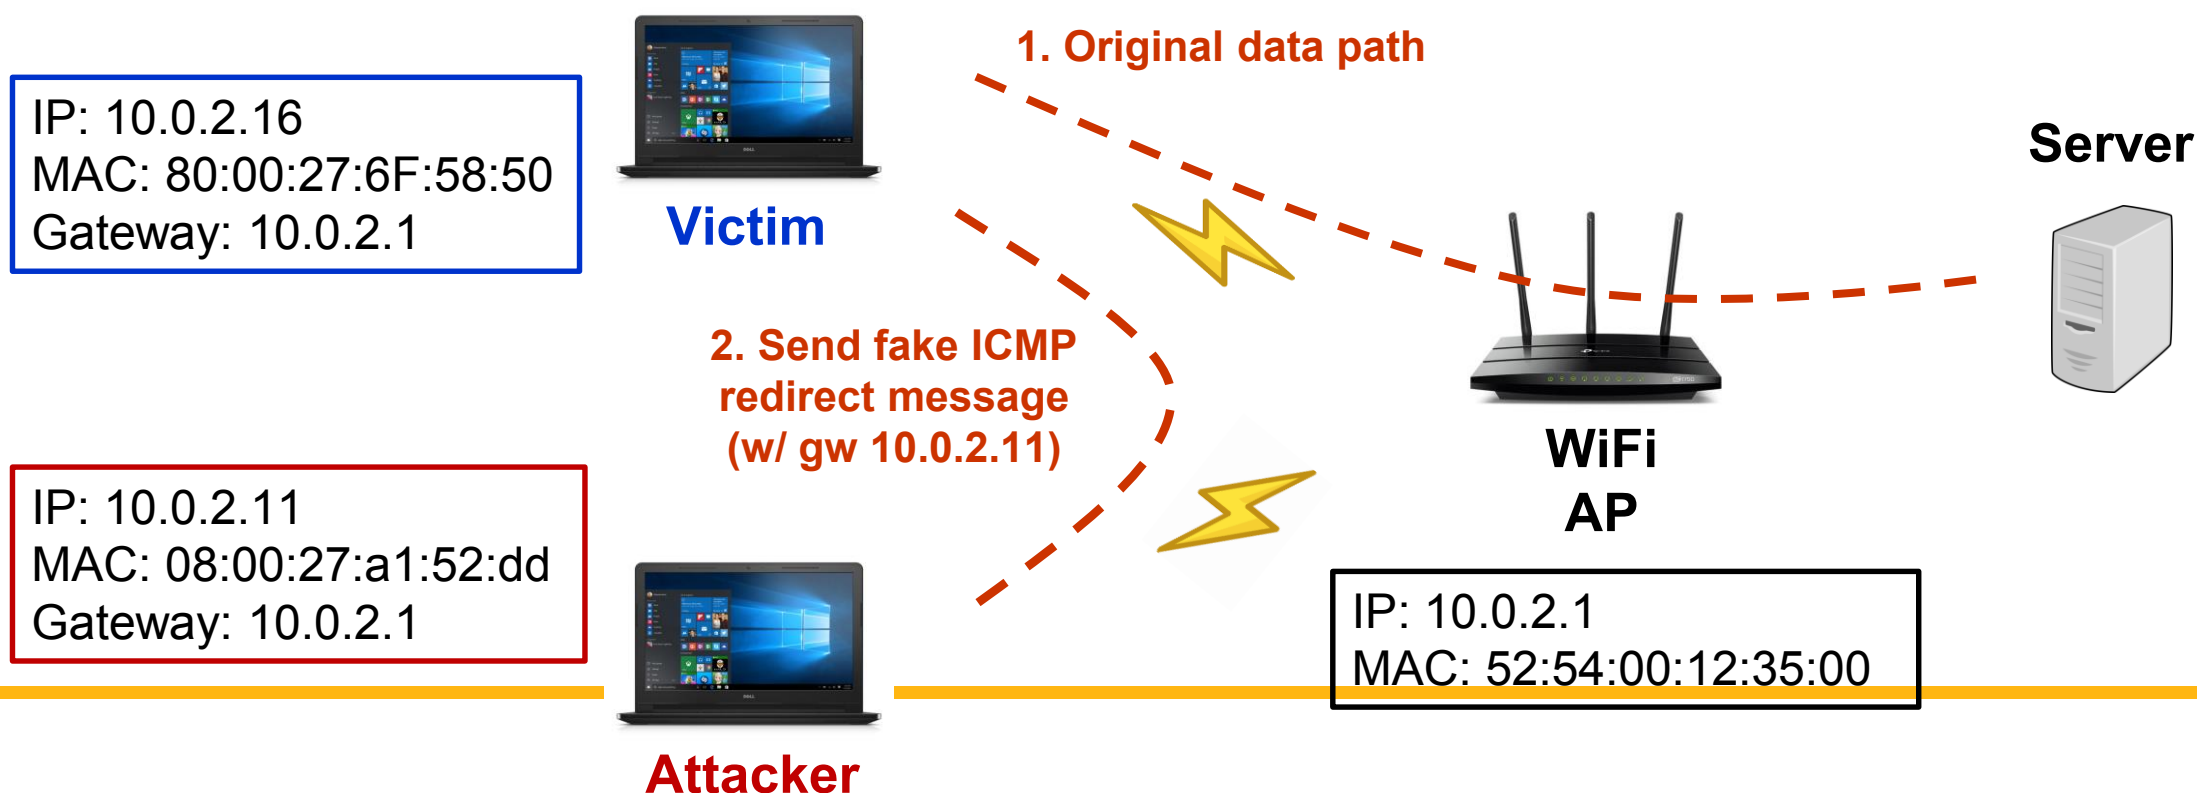 1. Original data path
IP: 10.0.2.16
MAC: 80:00:27:6F:58:50
Gateway: 10.0.2.1
Victim
Server
2. Send fake ICMP
redirect message
(w/ gw 10.0.2.11)
WiFi
AP
IP: 10.0.2.11
MAC: 08:00:27:a1:52:dd
Gateway: 10.0.2.1
IP: 10.0.2.1
MAC: 52:54:00:12:35:00
Attacker